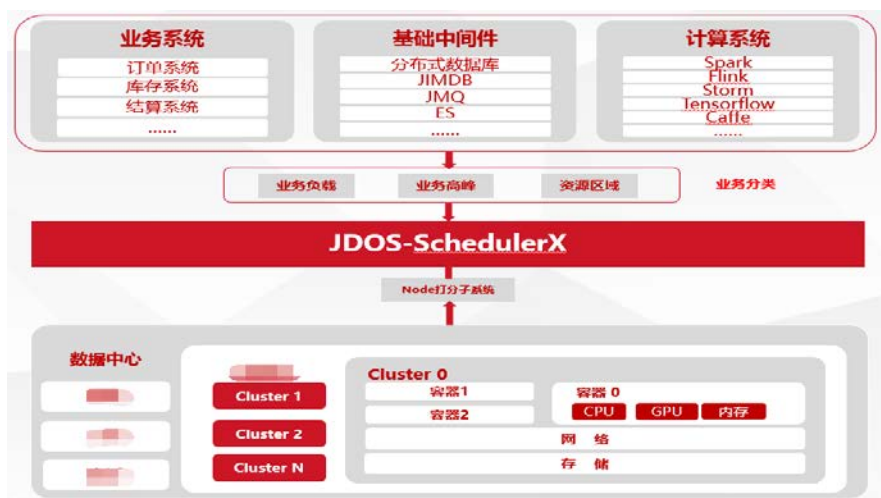 业务系统
订单系统
库存系统
结算系统
......
基础中间件
分布式数据库
JIMDB
JMQ
ES
......
计算系统
Spark
Flink
Storm
Tensorflow
Caffe
......
业务负载
业务高峰
资源区域
业务分类
JDOS-SchedulerX
Node打分子系统
数据中心
Cluster 1
Cluster 2
Cluster N
Cluster 0
容器1
容器2
容器 0
CPU
GPU
内存
网 络
存 储